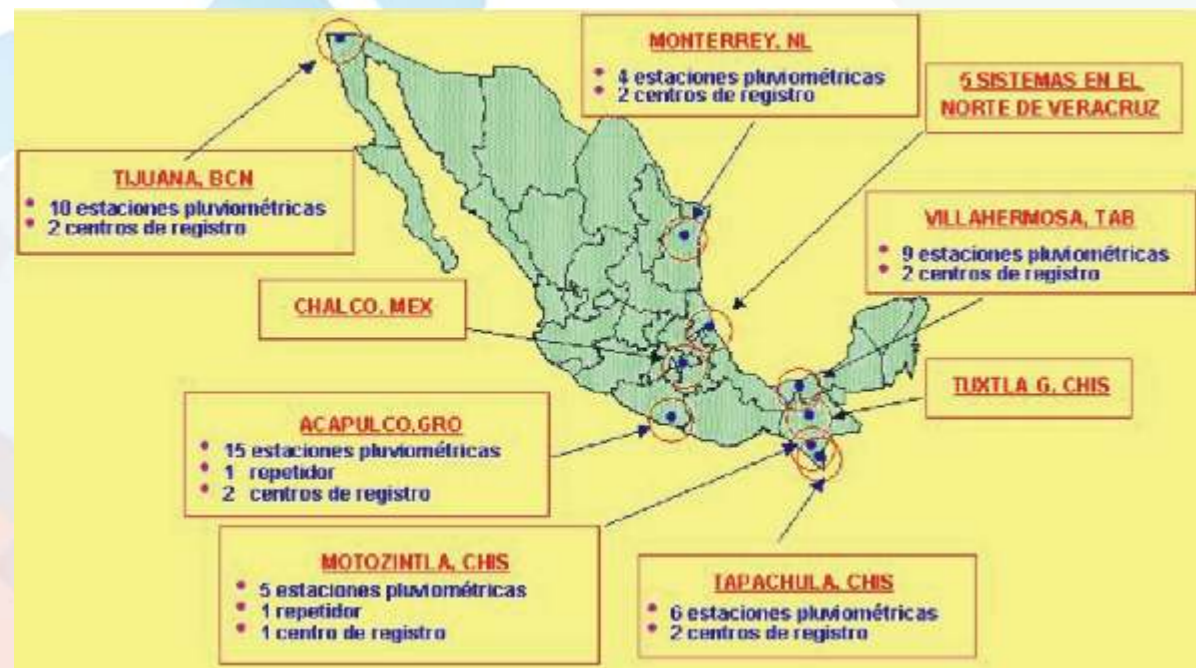 MONTERREY, NL
• 4 estaciones pluviométricas
• 2 centros de registro
5 SISTEMAS EN EL
NORTE DE VERACRUZ
TIJUANA, BCN
• 10 estaciones pluviométricas
• 2 centros de registro
VILLAHERMOSA, TAB
• 9 estaciones pluviométricas
• 2 centros de registro
CHALCO, MEX
TUXTLA G, CHIS
ACAPULCO,GRO
• 15 estaciones pluviométricas
• 1 repetidor
• 2 centros de registro
MOTOZINTLA, CHIS
• 5 estaciones pluviométricas
• 1 repetidor
• 1 centro de registro
TAPACHULA, CHIS
• 6 estaciones pluviométricas
• 2 centros de registro